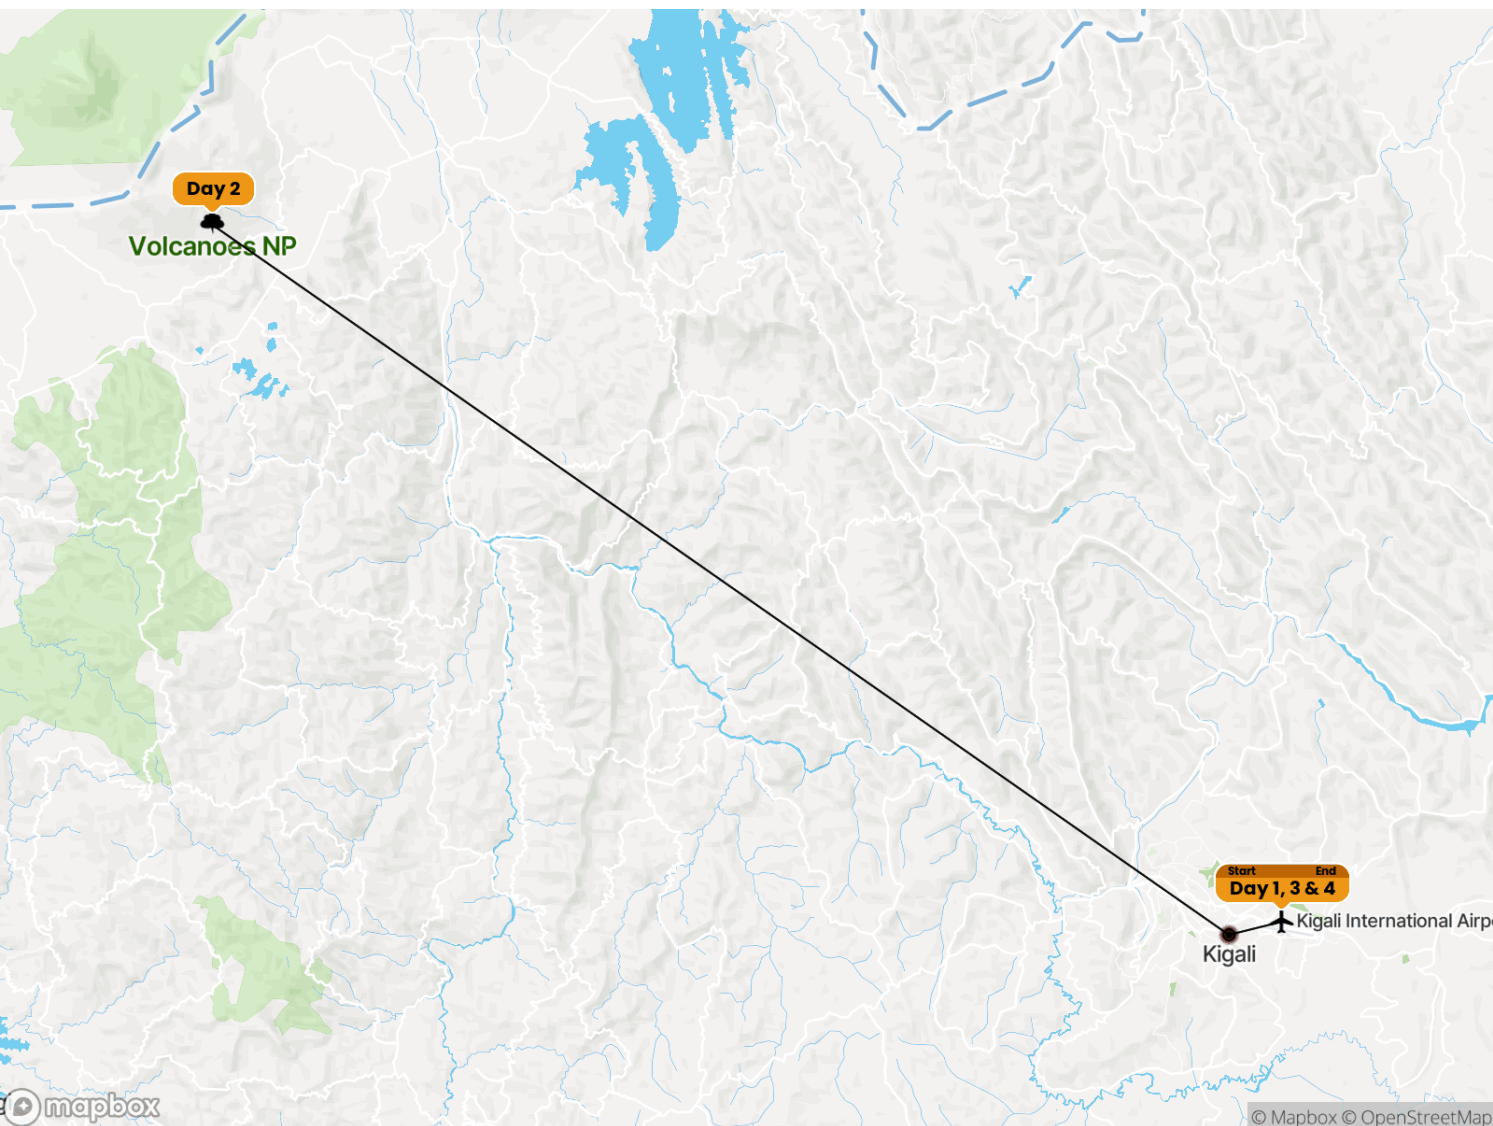 Day 2
Volcanoes NP
Start End
Day 1, 3 & 4
Kigali International Airp
Kigali
mapbox
© Mapbox © OpenStreetMap